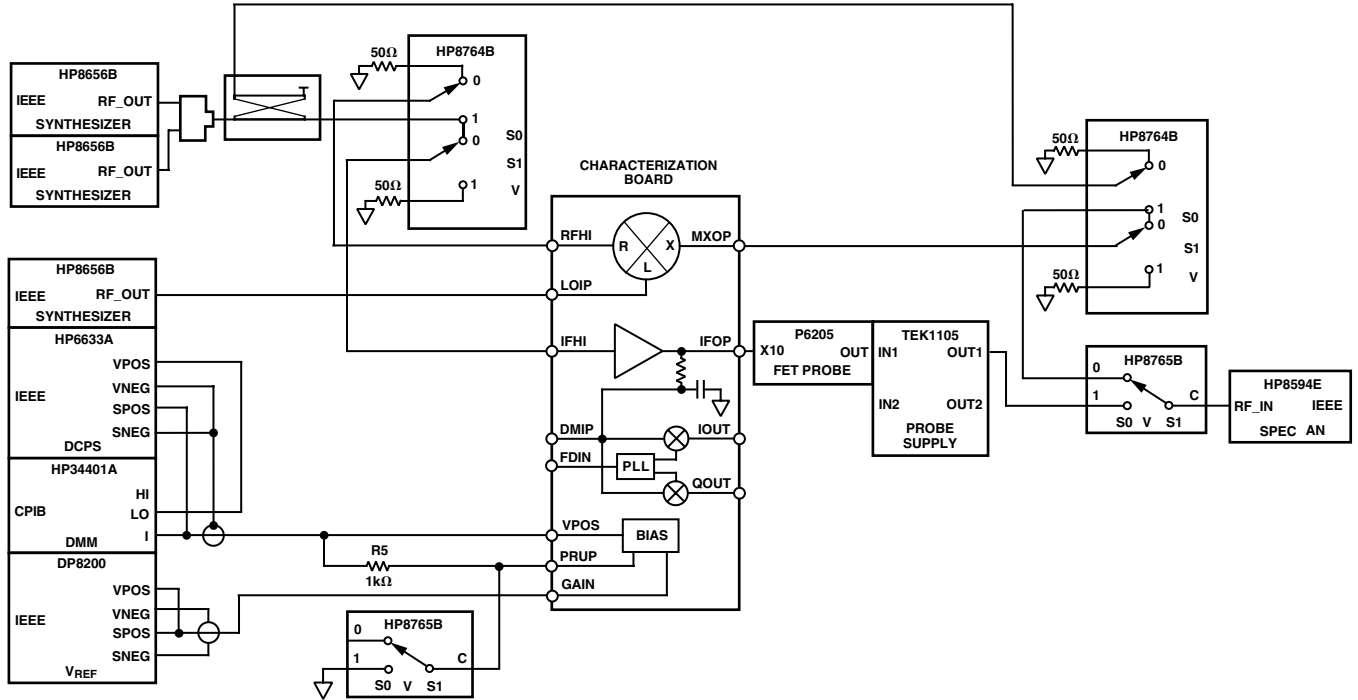 HP8656B
IEEE RF_OUT
SYNTHESIZER
HP8656B
IEEE RF_OUT
SYNTHESIZER
50Ω
HP8764B
0
1
0
S0
S1
50Ω
1
V
CHARACTERIZATION
BOARD
RFHI
R
X
L
MXOP
LOIP
IFHI
IFOP
DMIP
IOUT
FDIN
PLL
QOUT
VPOS
BIAS
PRUP
GAIN
HP8656B
IEEE RF_OUT
SYNTHESIZER
HP6633A
VPOS
VNEG
IEEE
SPOS
SNEG
DCPS
HP34401A
HI
CPIB
LO
I
DMM
DP8200
VPOS
VNEG
IEEE
SPOS
SNEG
VREF
R5
1kΩ
HP8765B
0
1
C
S0 V S1
P6205
X10 OUT
FET PROBE
TEK1105
IN1 OUT1
IN2 OUT2
PROBE
SUPPLY
HP8764B
50Ω
0
1
S0
0
S1
50Ω
1
V
HP8765B
0
1
C
S0 V S1
HP8594E
RF_IN IEEE
SPEC AN